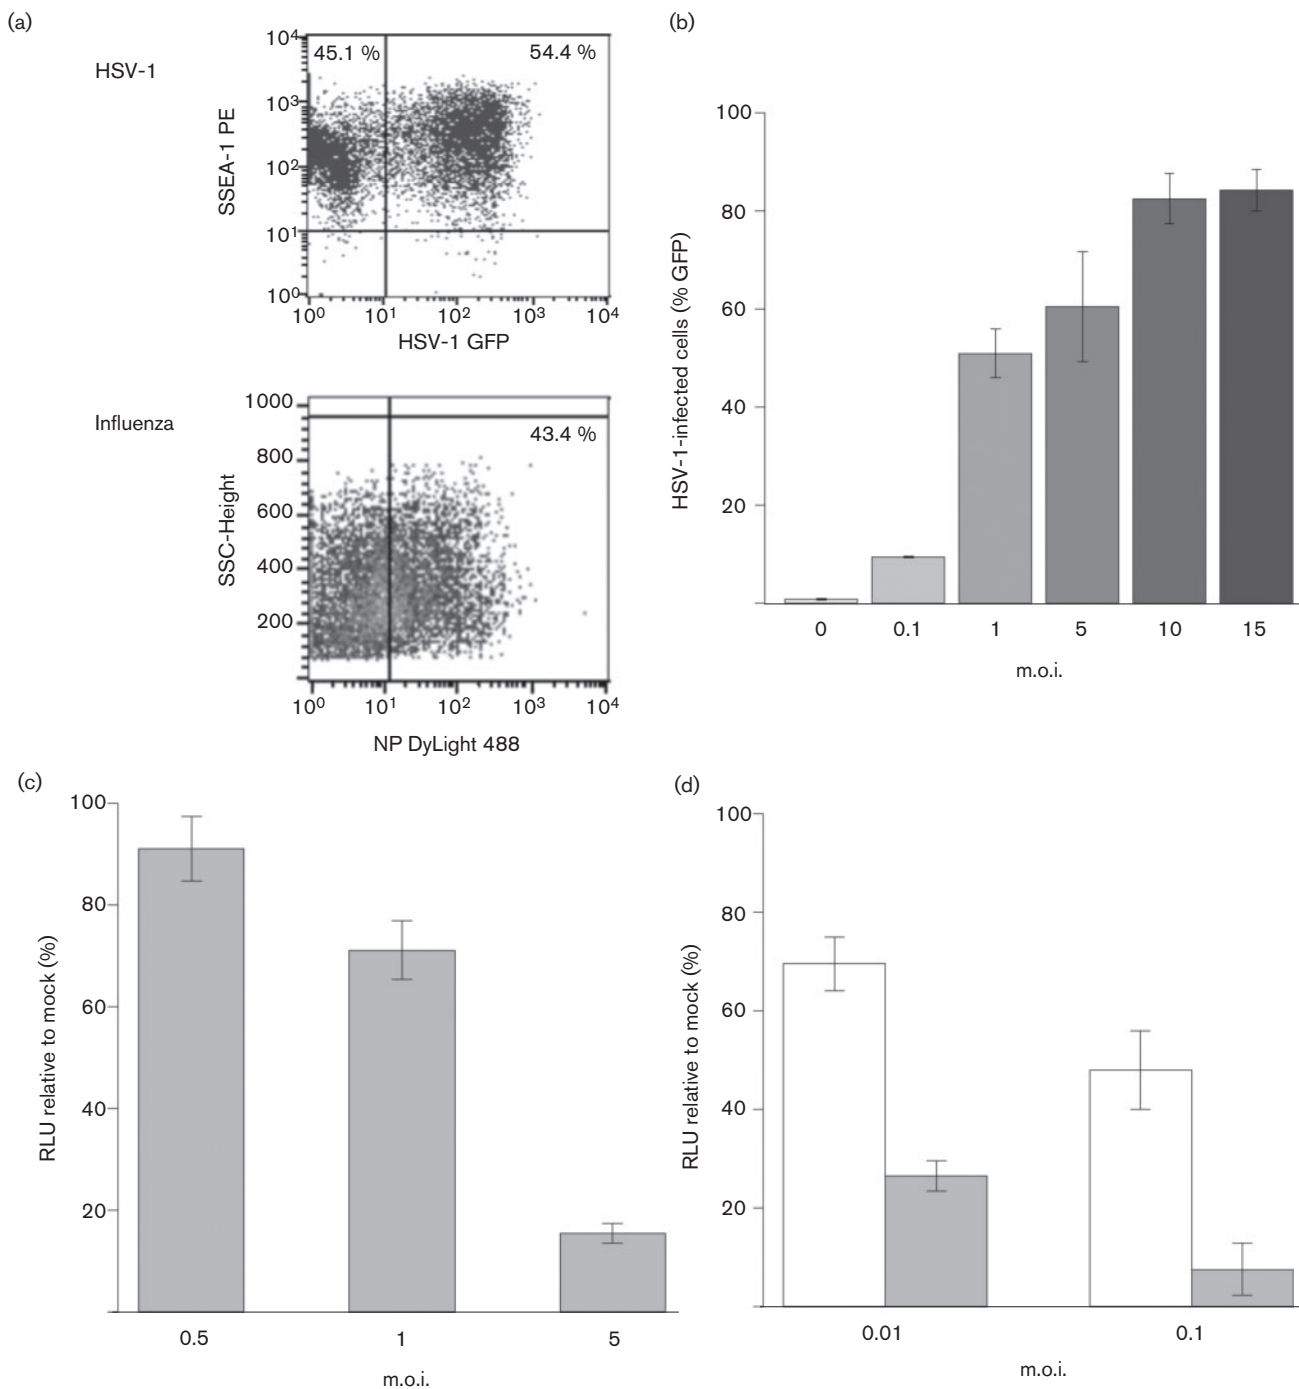 (a)
HSV-1
45.1 %
54.4 %
10⁴
10³
10²
10¹
10⁰
SSEA-1 PE
10⁰ 10¹ 10² 10³ 10⁴
HSV-1 GFP
Influenza
43.4 %
1000
800
600
400
200
SSC-Height
10⁰ 10¹ 10² 10³ 10⁴
NP DyLight 488
(b)
100
80
60
40
20
HSV-1-infected cells (% GFP)
0 0.1 1 5 10 15
m.o.i.
(c)
100
80
60
40
20
RLU relative to mock (%)
0.5 1 5
m.o.i.
(d)
100
80
60
40
20
RLU relative to mock (%)
0.01 0.1
m.o.i.